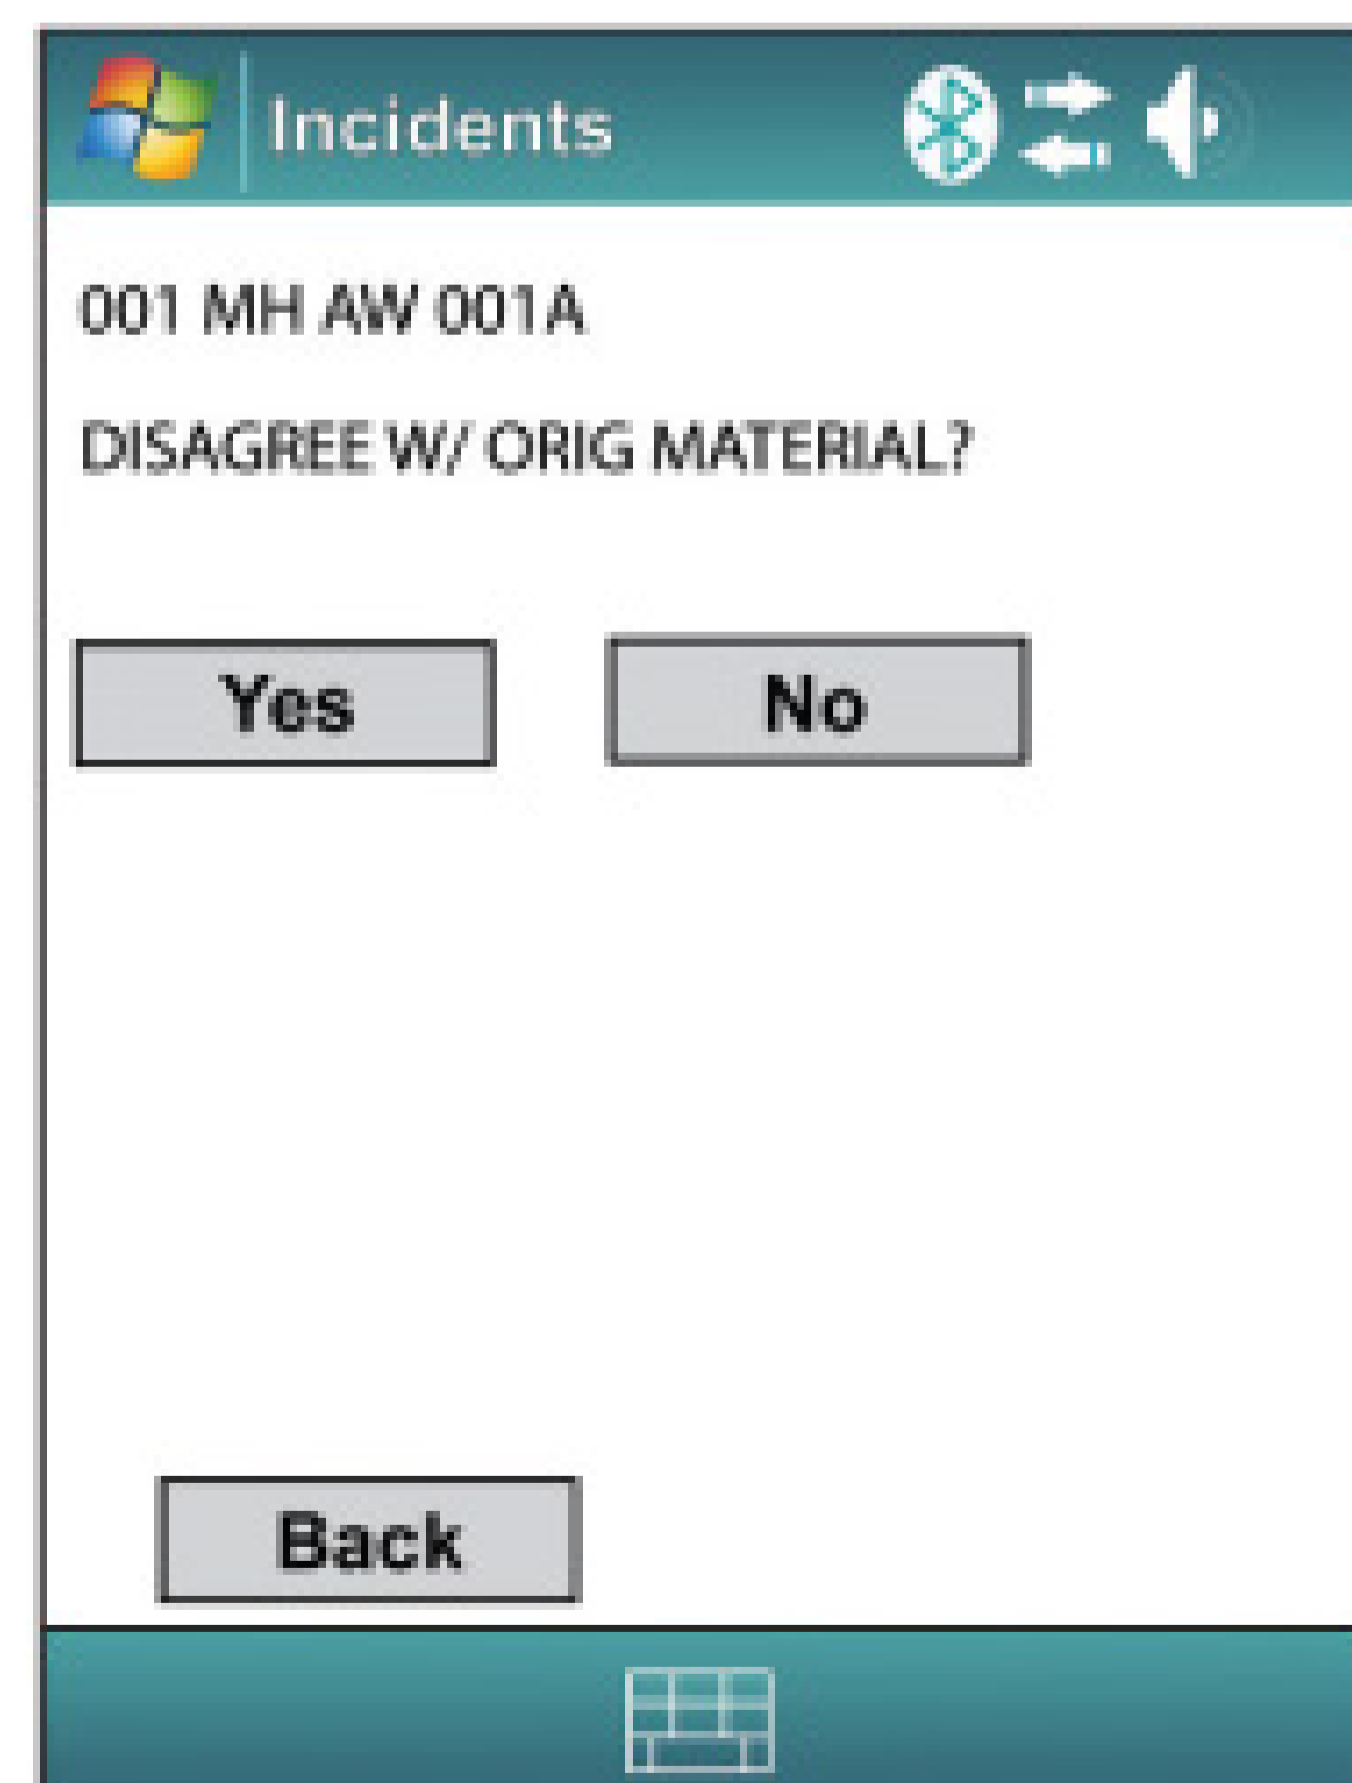 Incidents
001 MH AW 001A
DISAGREE W/ ORIG MATERIAL?
Yes No
Back